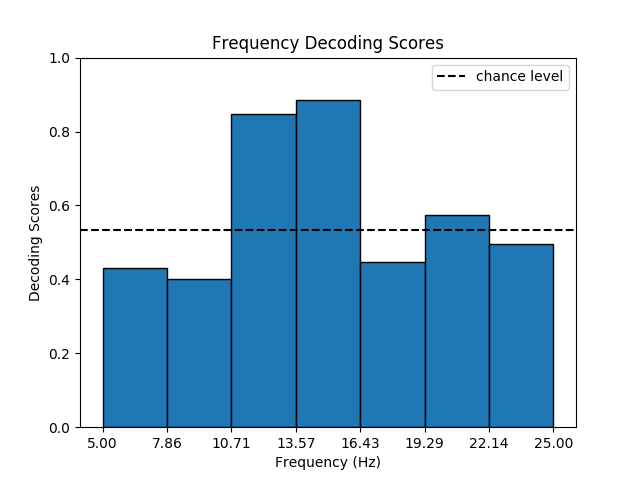 Frequency Decoding Scores
chance level
1.0
0.8
0.6
0.4
0.2
0.0
Decoding Scores
5.00 7.86 10.71 13.57 16.43 19.29 22.14 25.00
Frequency (Hz)